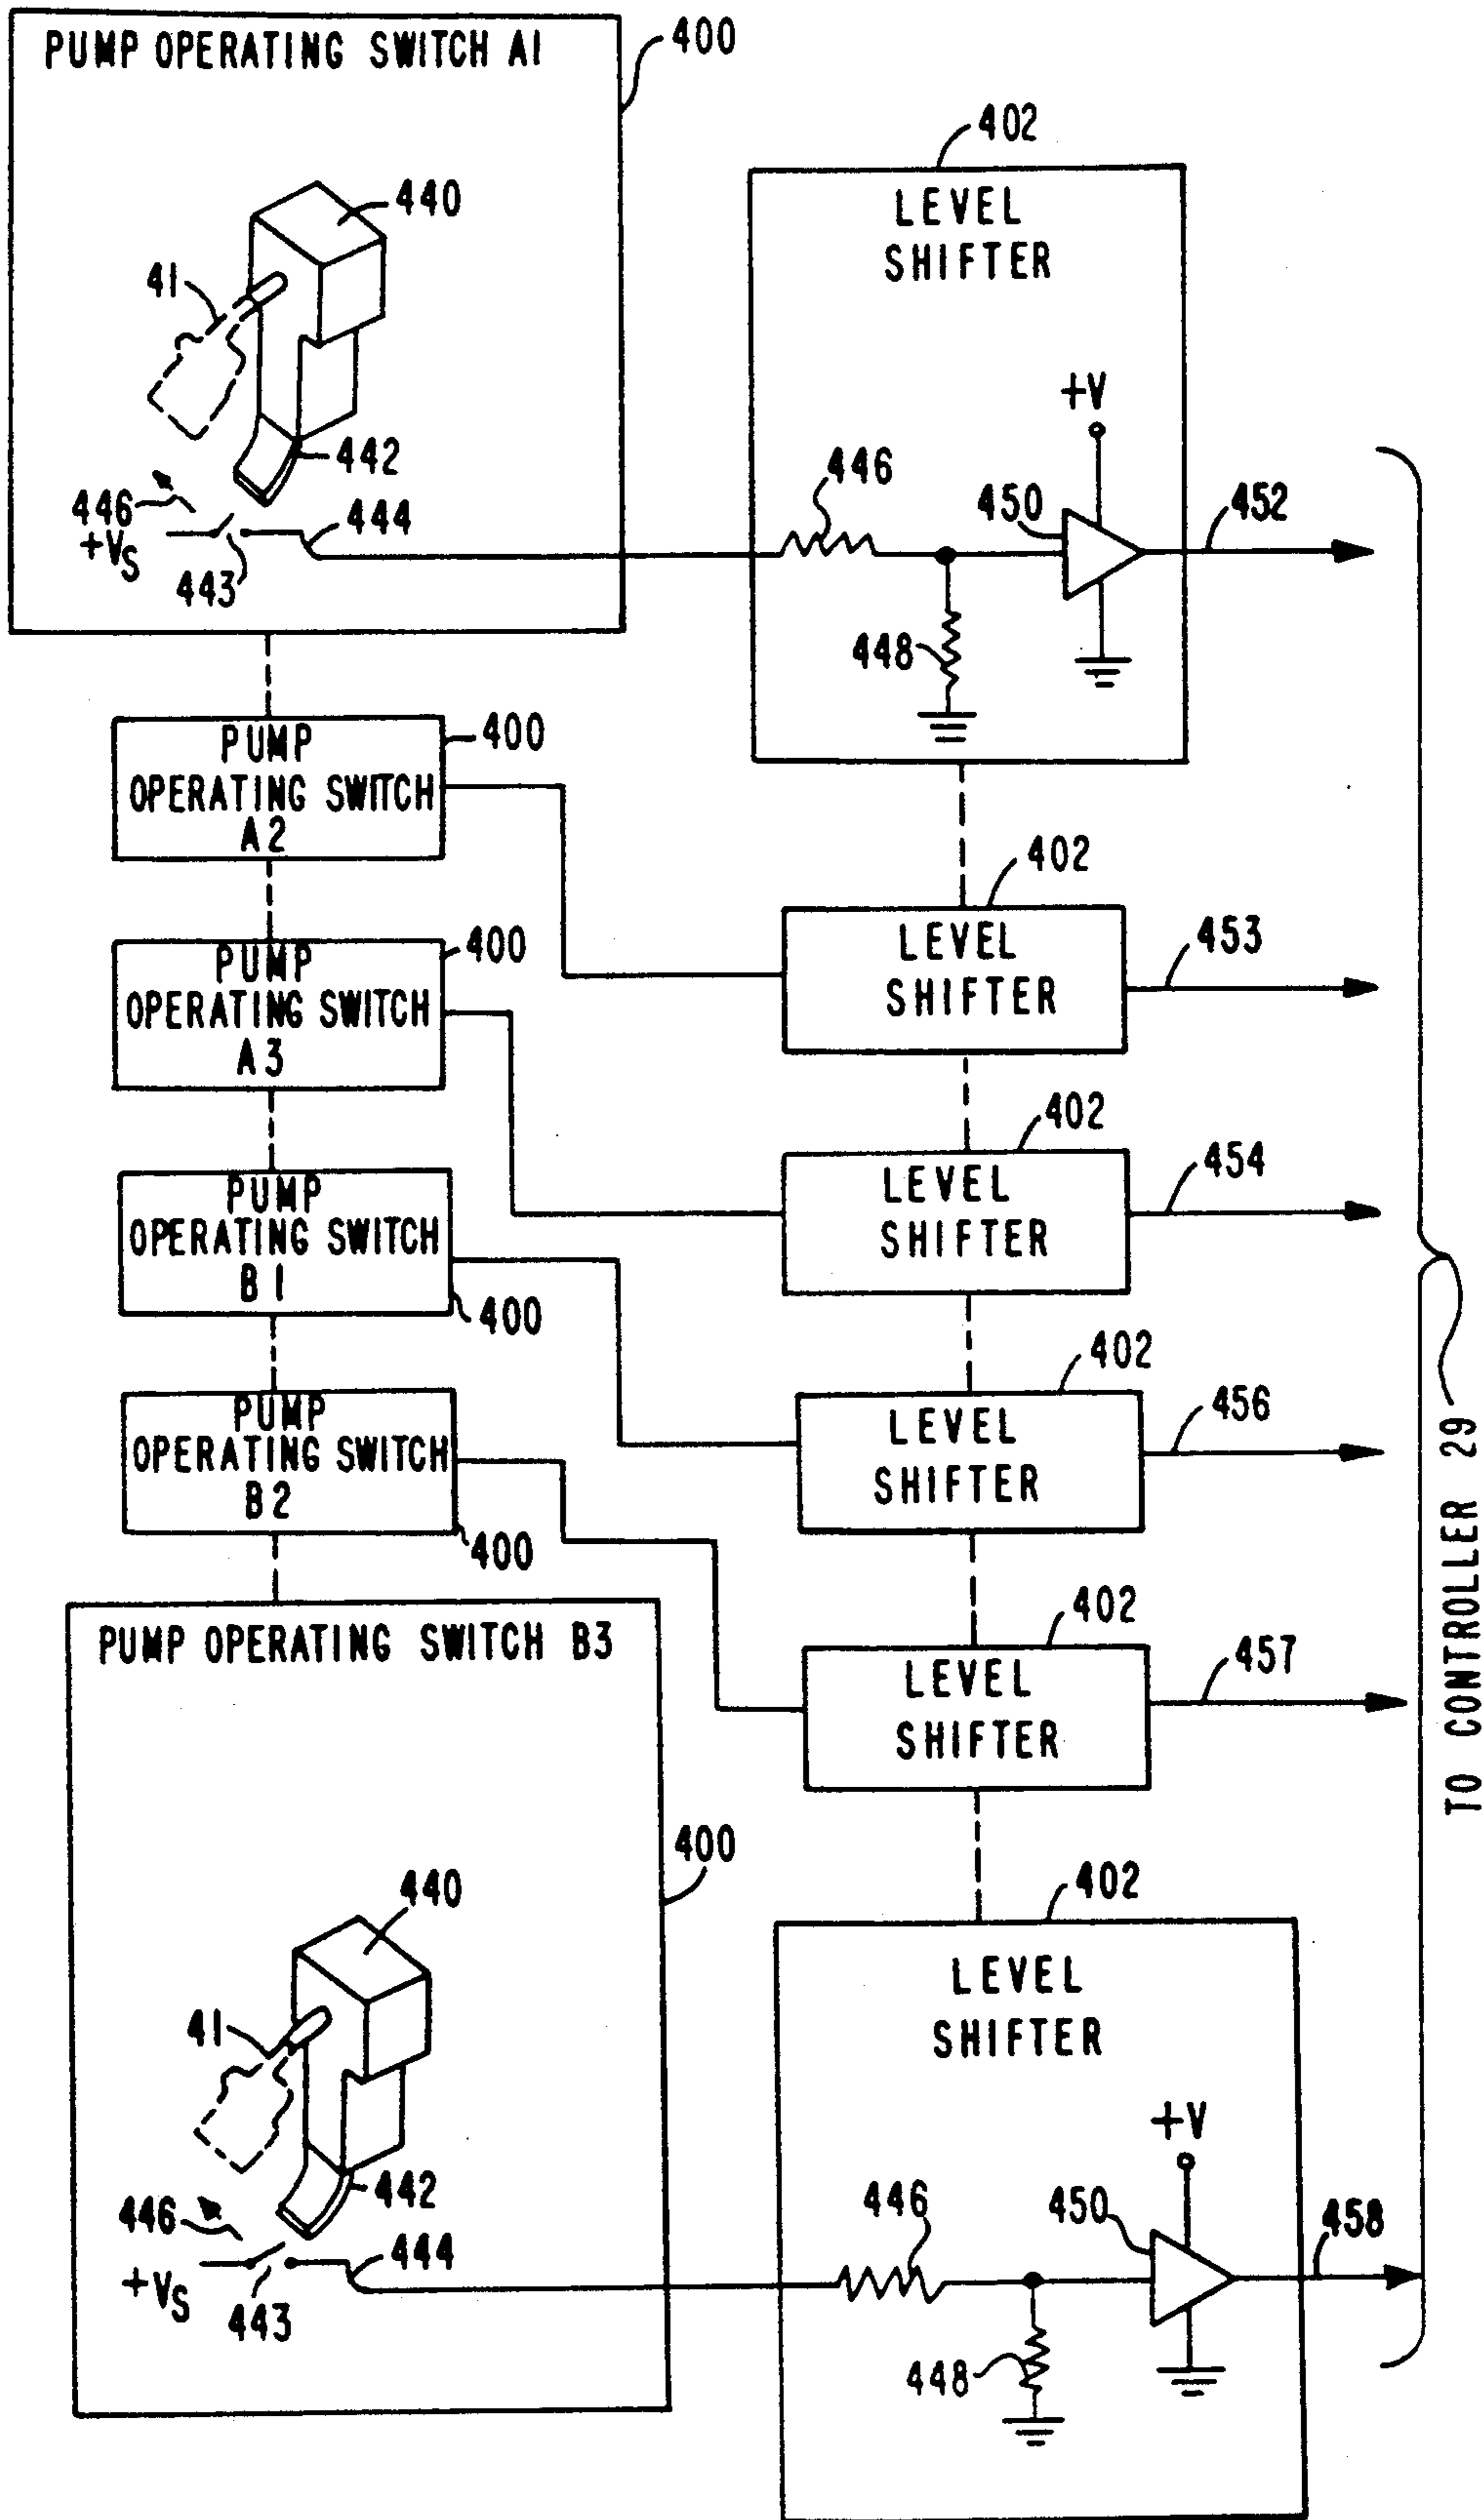 PUMP OPERATING SWITCH A1
400
440
41
442
446
+VS
443
444
402
LEVEL
SHIFTER
+V
446
450
452
448
PUMP
OPERATING SWITCH
A2
400
402
LEVEL
SHIFTER
453
PUMP
OPERATING SWITCH
A3
400
402
LEVEL
SHIFTER
454
PUMP
OPERATING SWITCH
B1
400
402
LEVEL
SHIFTER
456
PUMP
OPERATING SWITCH
B2
400
402
LEVEL
SHIFTER
457
PUMP OPERATING SWITCH B3
400
440
41
442
446
+VS
443
444
402
LEVEL
SHIFTER
+V
446
450
458
448
TO CONTROLLER 29